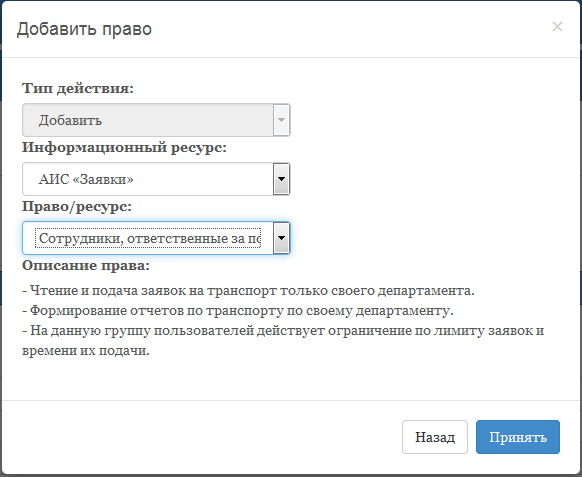 Добавить право
×
Тип действия:
Добавить
Информационный ресурс:
АИС «Заявки»
Право/ресурс:
Сотрудники, ответственные за по
Описание права:
- Чтение и подача заявок на транспорт только своего департамента.
- Формирование отчетов по транспорту по своему департаменту.
- На данную группу пользователей действует ограничение по лимиту заявок и
времени их подачи.
Назад Принять